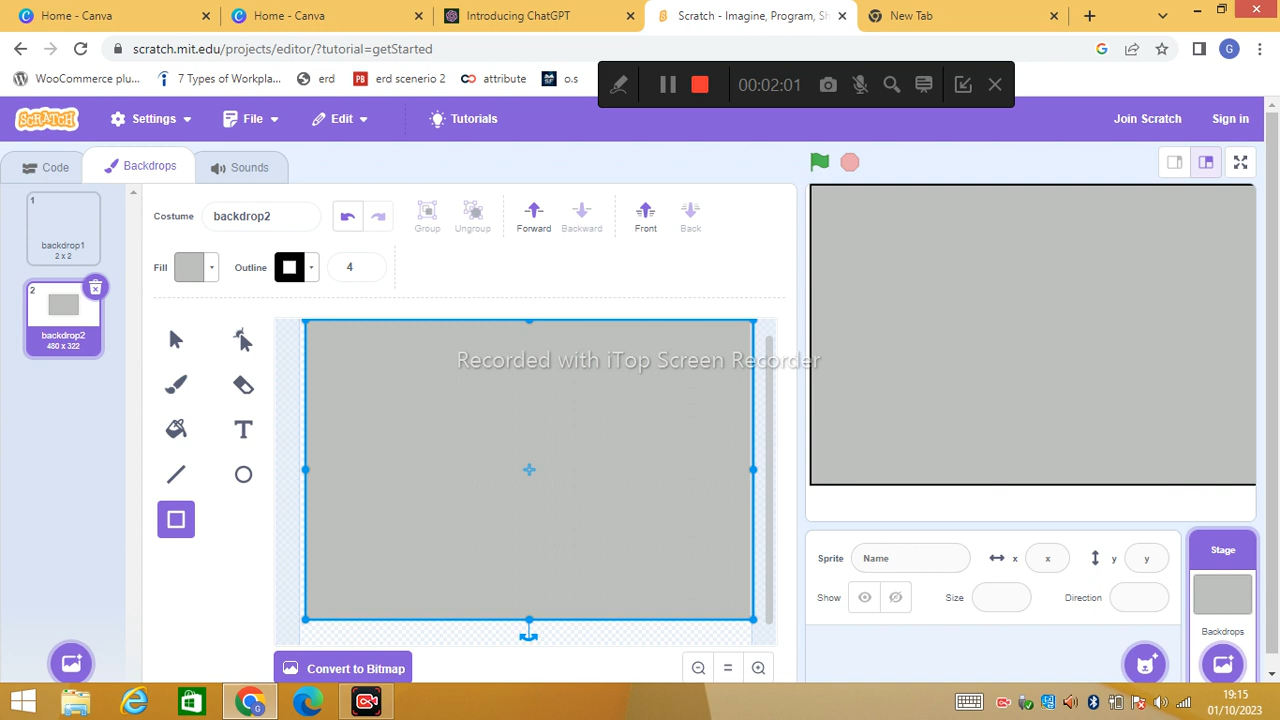 Home - Canva
Home - Canva
Introducing ChatGPT
Scratch - Imagine, Program, Sh
New Tab
scratch.mit.edu/projects/editor/?tutorial=getStarted
G
WooCommerce plu...
7 Types of Workpla...
erd
PB erd scenerio 2
attribute
o.s
00:02:01
SCRATCH
Settings
File
Edit
Tutorials
Join Scratch
Sign in
Code
Backdrops
Sounds
1
backdrop1
2 x 2
2
backdrop2
480 x 322
Costume
backdrop2
Group
Ungroup
Forward
Backward
Front
Back
Fill
Outline
4
T
Recorded with iTop Screen Recorder
Convert to Bitmap
Sprite
Name
x
x
y
y
Show
Size
Direction
Stage
Backdrops
19:15
01/10/2023